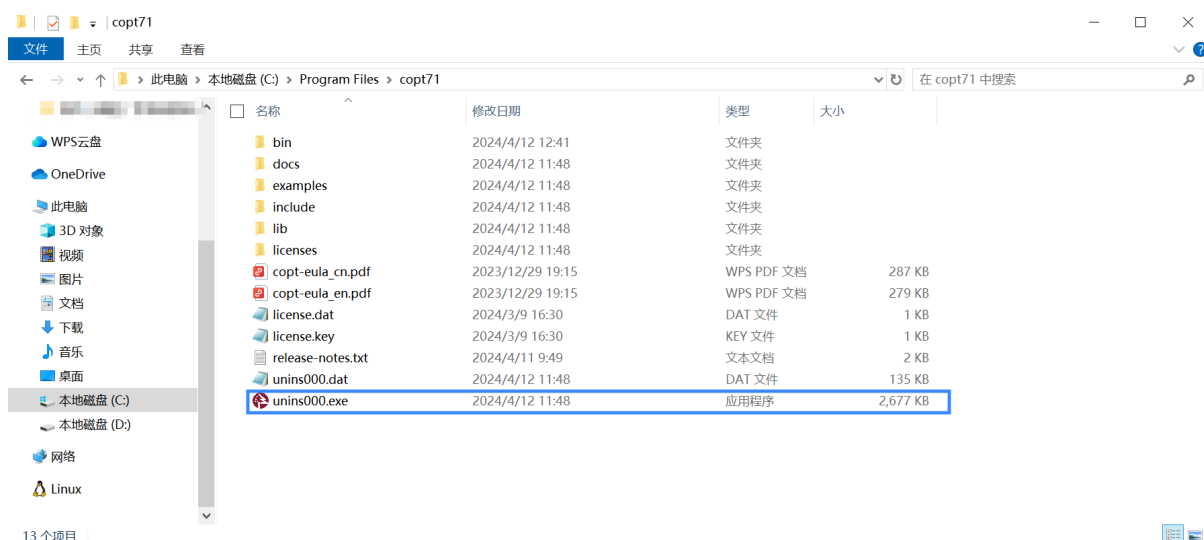 copt71
文件 主页 共享 查看
此电脑 > 本地磁盘 (C:) > Program Files > copt71
在 copt71 中搜索
名称 修改日期 类型 大小
WPS云盘
OneDrive
此电脑
3D 对象
视频
图片
文档
下载
音乐
桌面
本地磁盘 (C:)
本地磁盘 (D:)
网络
Linux
bin 2024/4/12 12:41 文件夹
docs 2024/4/12 11:48 文件夹
examples 2024/4/12 11:48 文件夹
include 2024/4/12 11:48 文件夹
lib 2024/4/12 11:48 文件夹
licenses 2024/4/12 11:48 文件夹
copt-eula_cn.pdf 2023/12/29 19:15 WPS PDF 文档 287 KB
copt-eula_en.pdf 2023/12/29 19:15 WPS PDF 文档 279 KB
license.dat 2024/3/9 16:30 DAT 文件 1 KB
license.key 2024/3/9 16:30 KEY 文件 1 KB
release-notes.txt 2024/4/11 9:49 文本文档 2 KB
unins000.dat 2024/4/12 11:48 DAT 文件 135 KB
unins000.exe 2024/4/12 11:48 应用程序 2,677 KB
13 个项目